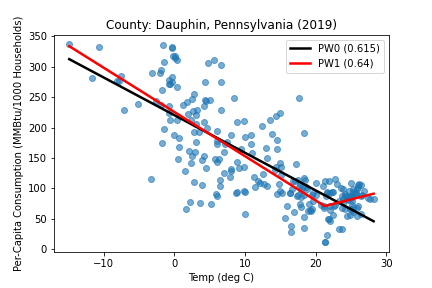 County: Dauphin, Pennsylvania (2019)
PW0 (0.615)
PW1 (0.64)
Per-Capita Consumption (MMBtu/1000 Households)
350
300
250
200
150
100
50
0
−10
0
10
20
30
Temp (deg C)